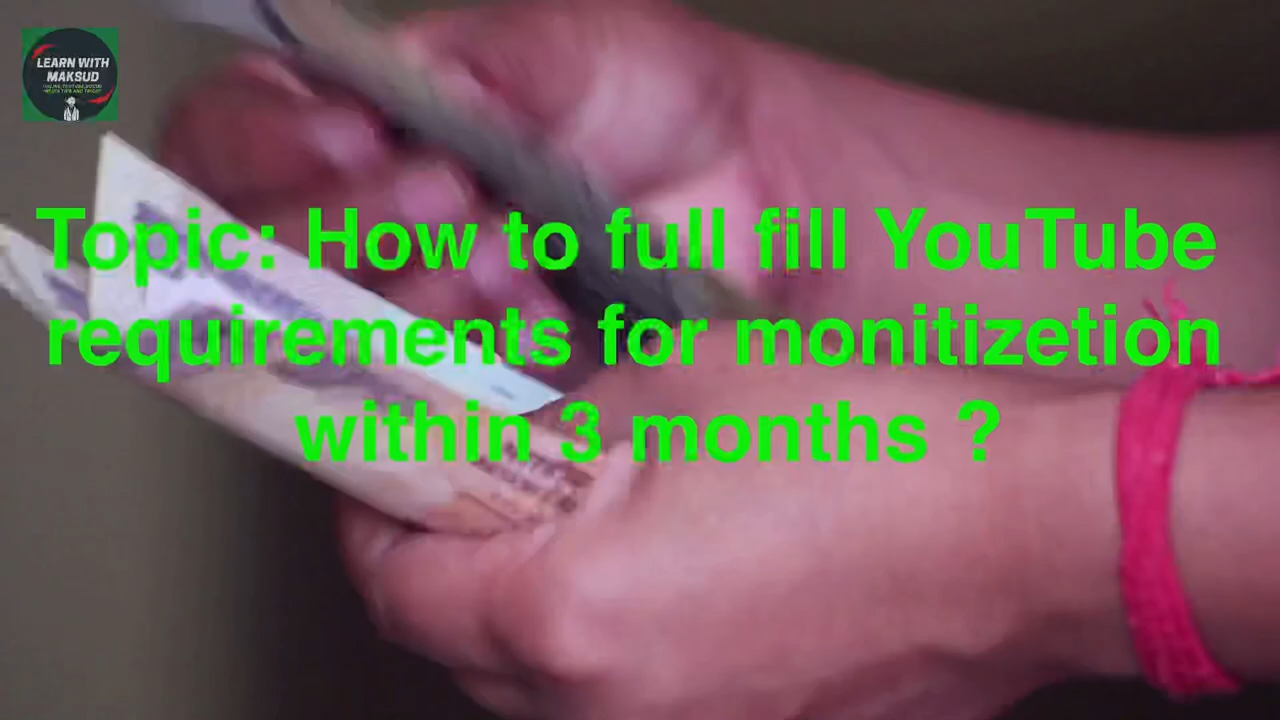 LEARN WITH
MAKSUD
Topic: How to full fill YouTube
requirements for monitizetion
within 3 months ?